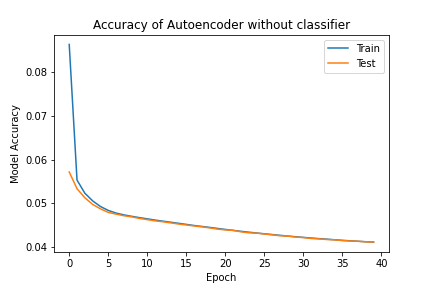 Accuracy of Autoencoder without classifier
Train
Test
0.08
0.07
0.06
0.05
0.04
Model Accuracy
0 5 10 15 20 25 30 35 40
Epoch